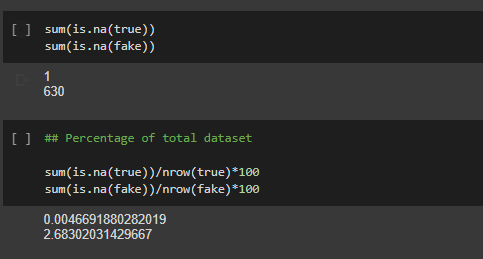 [ ] sum(is.na(true))
sum(is.na(fake))
1
630
[ ] ## Percentage of total dataset
sum(is.na(true))/nrow(true)*100
sum(is.na(fake))/nrow(fake)*100
0.0046691880282019
2.68302031429667